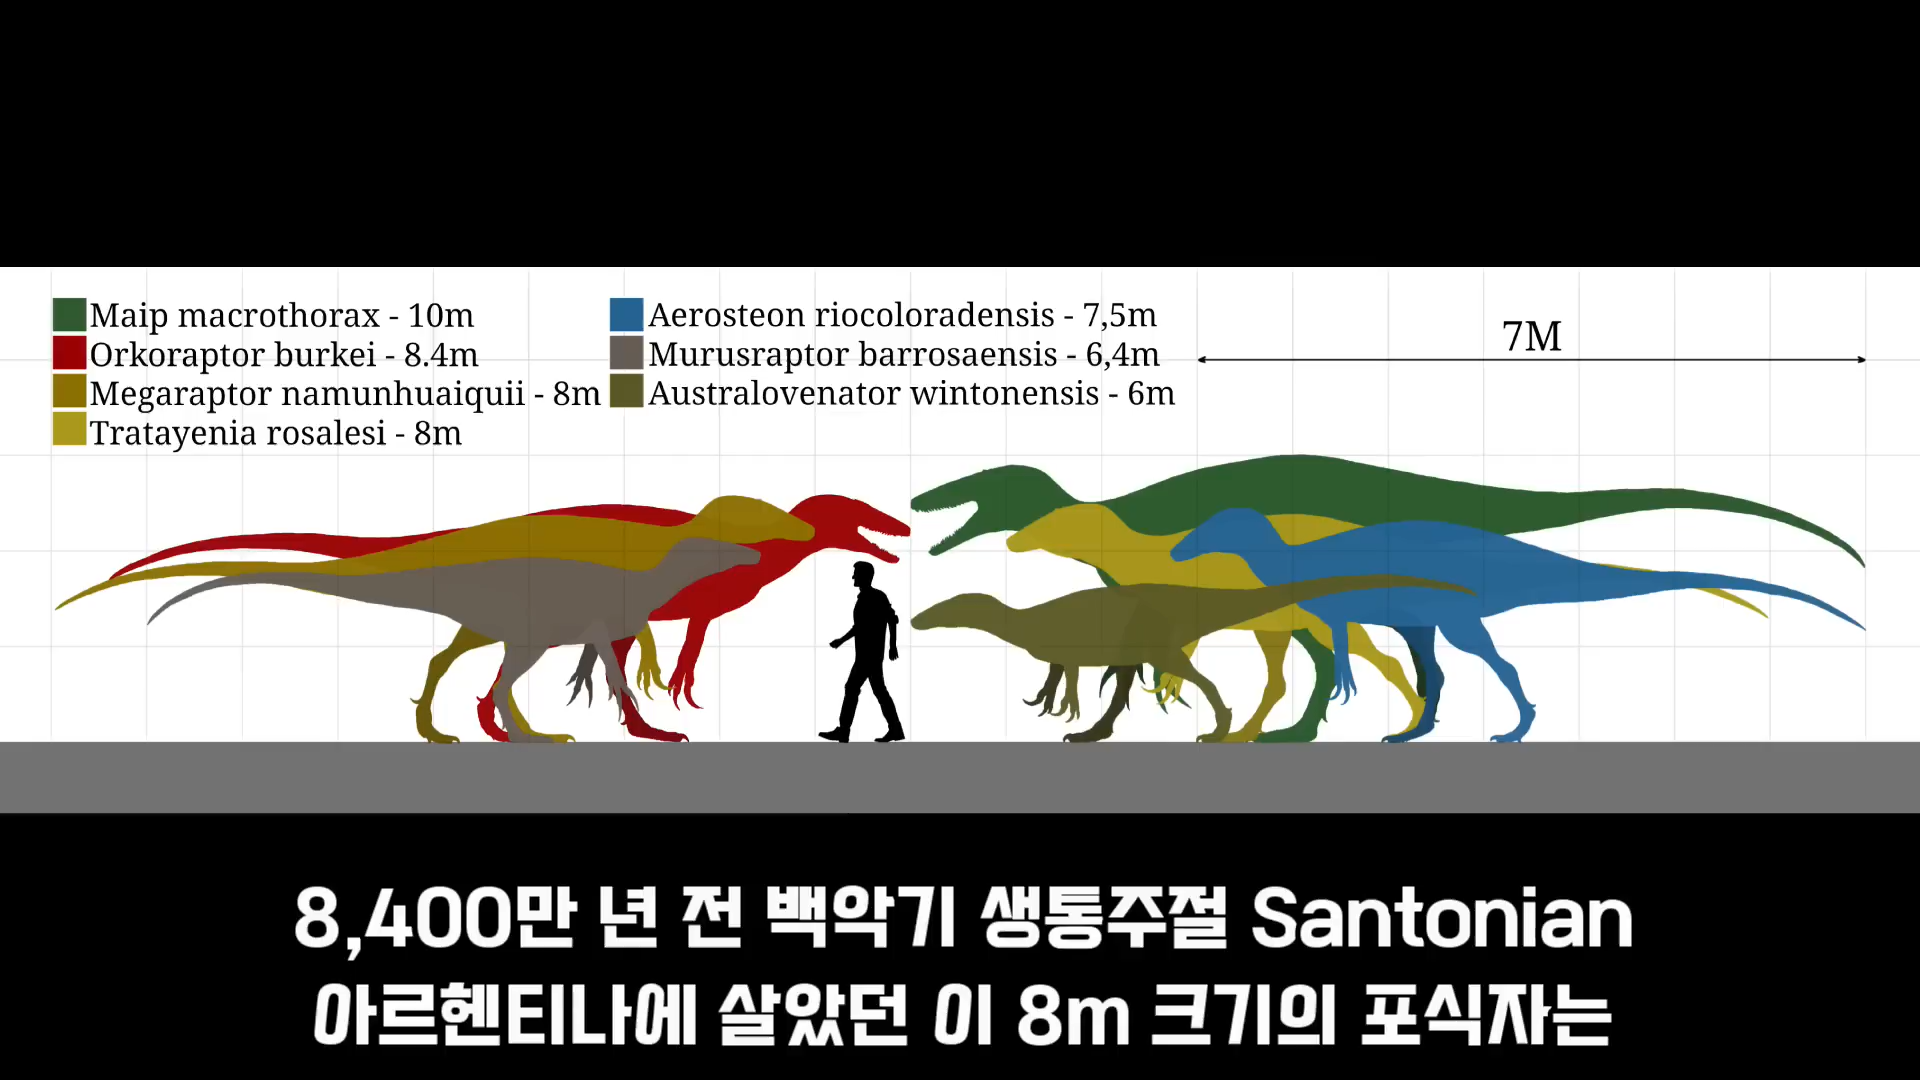 Maip macrothorax - 10m
Orkoraptor burkei - 8.4m
Megaraptor namunhuaiquii - 8m
Tratayenia rosalesi - 8m
Aerosteon riocoloradensis - 7,5m
Murusraptor barrosaensis - 6,4m
Australovenator wintonensis - 6m
7M
8,400만 년 전 백악기 생통주절 Santonian
아르헨티나에 살았던 이 8m 크기의 포식자는